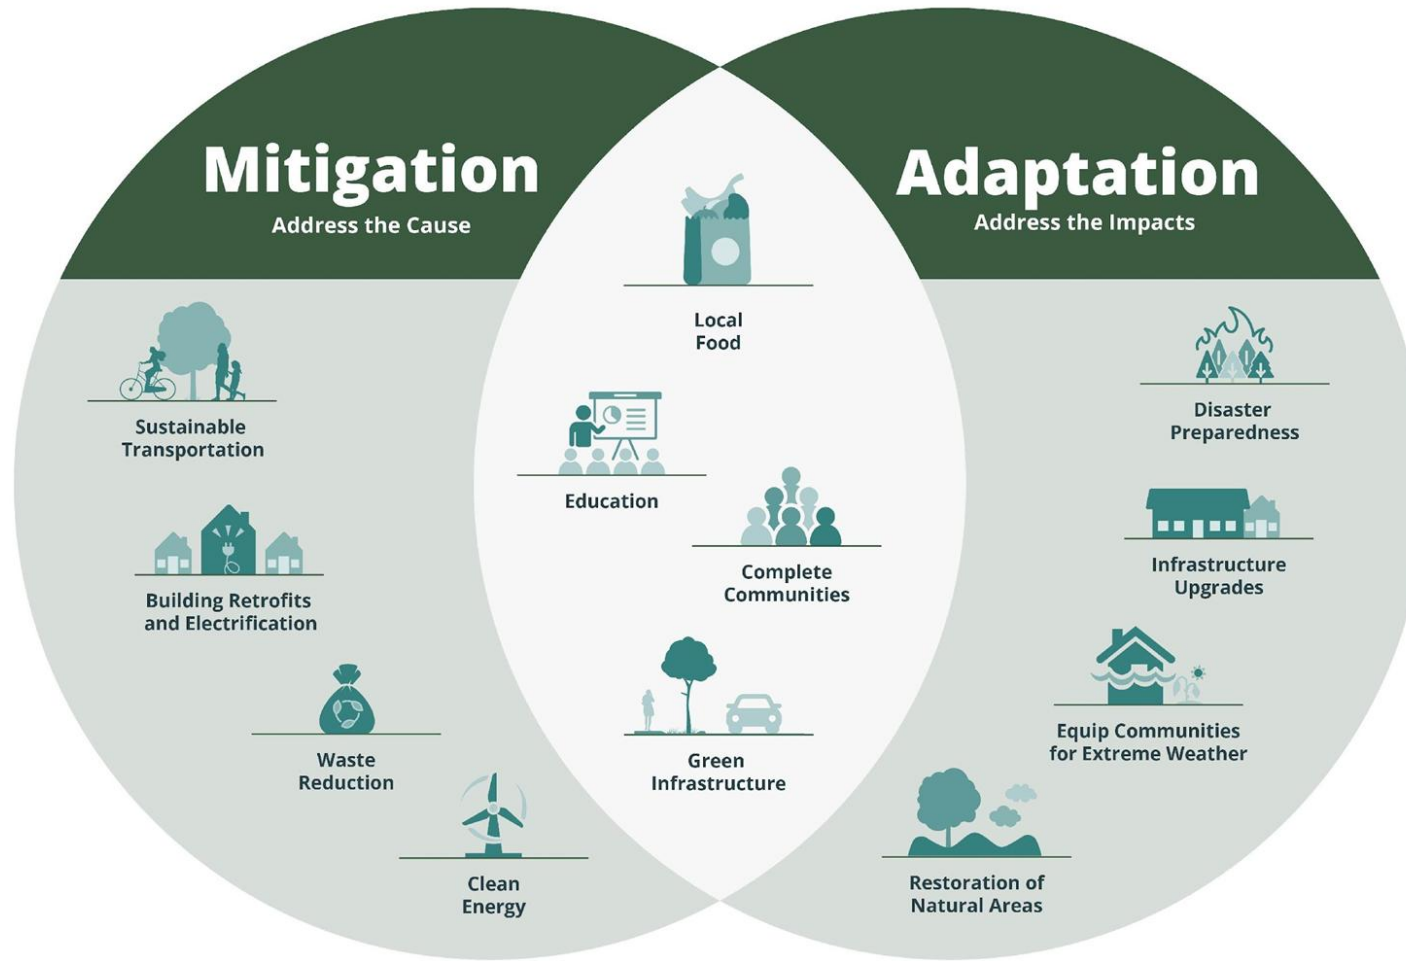 Mitigation
Address the Cause
Adaptation
Address the Impacts
Local
Food
Education
Complete
Communities
Green
Infrastructure
Sustainable
Transportation
Building Retrofits
and Electrification
Waste
Reduction
Clean
Energy
Disaster
Preparedness
Infrastructure
Upgrades
Equip Communities
for Extreme Weather
Restoration of
Natural Areas